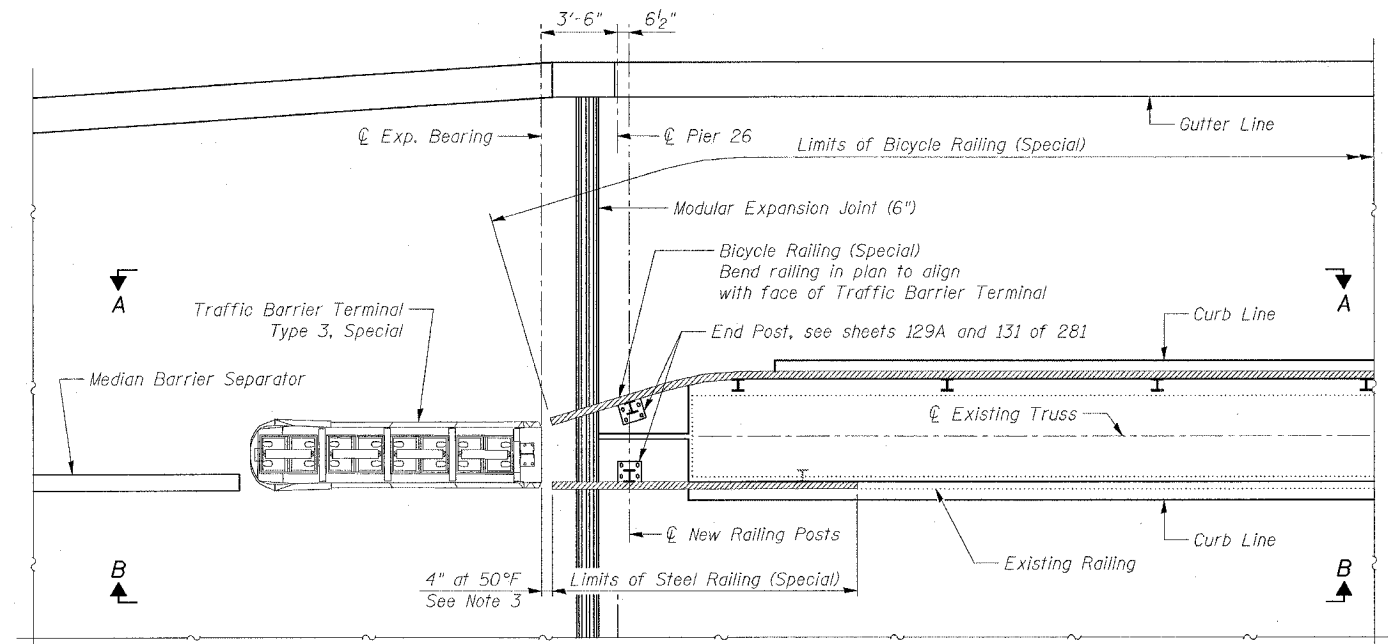 3'-6"
6½"
℄ Exp. Bearing
℄ Pier 26
Gutter Line
Limits of Bicycle Railing (Special)
Modular Expansion Joint (6")
Bicycle Railing (Special)
Bend railing in plan to align
with face of Traffic Barrier Terminal
A
A
Traffic Barrier Terminal
Type 3, Special
End Post, see sheets 129A and 131 of 281
Curb Line
Median Barrier Separator
℄ Existing Truss
℄ New Railing Posts
Curb Line
Existing Railing
B
B
4" at 50°F
See Note 3
Limits of Steel Railing (Special)